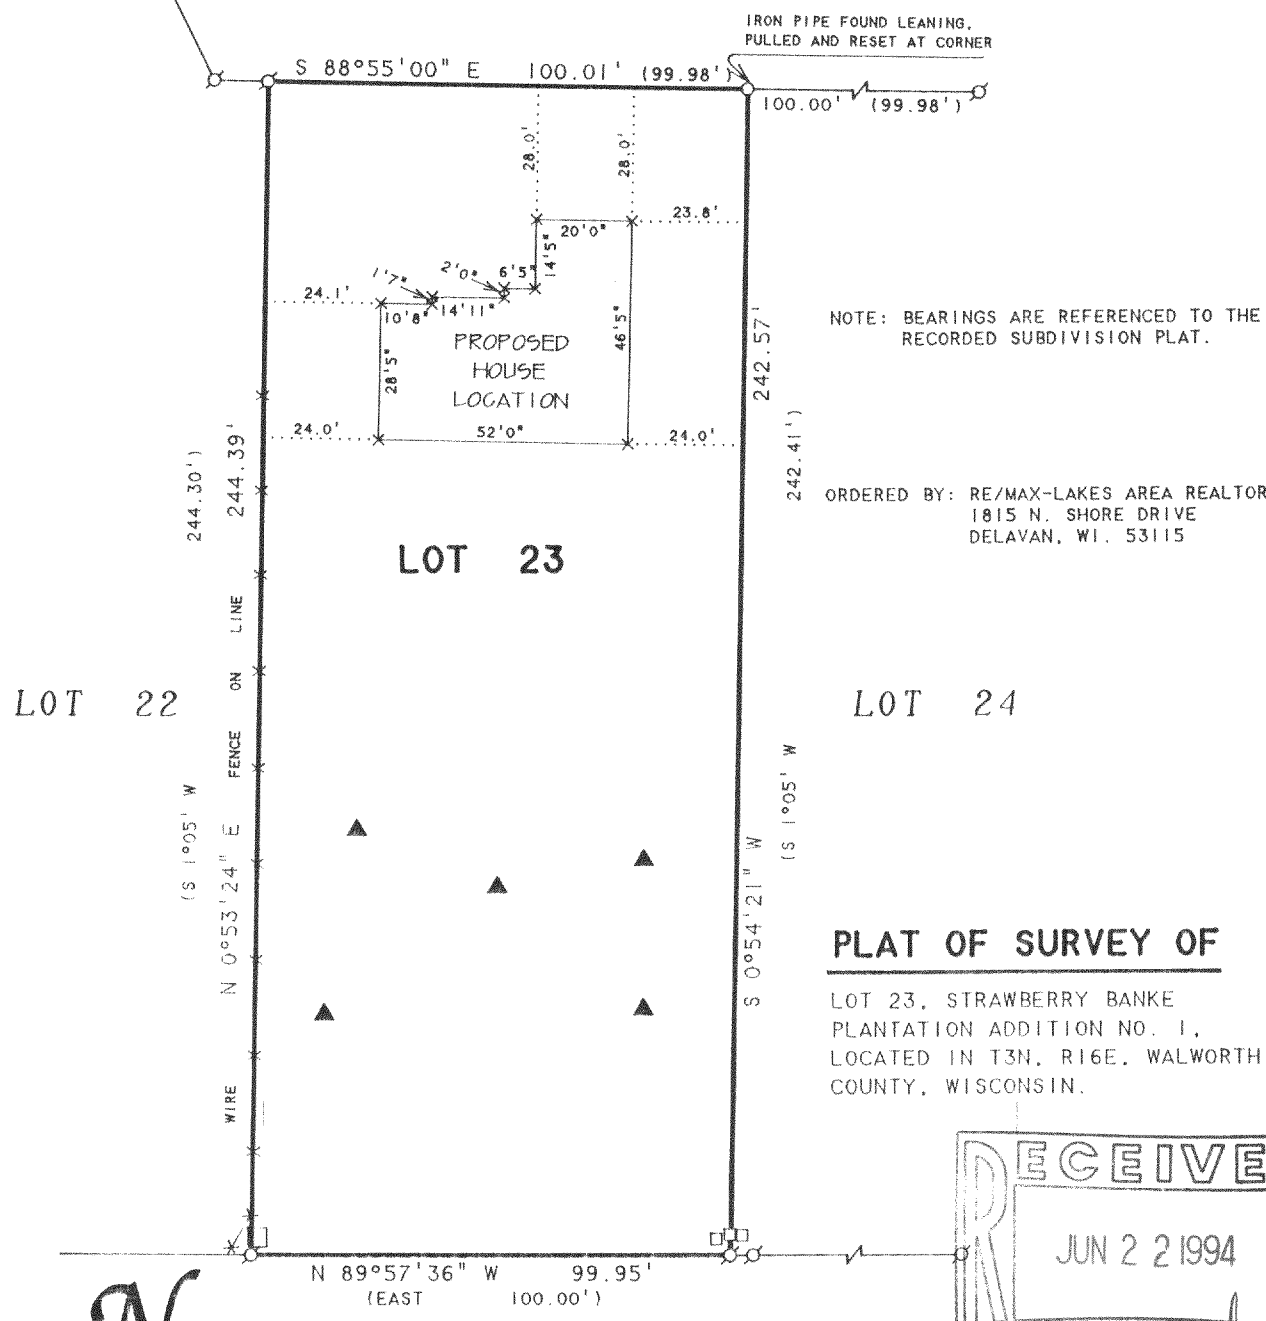 IRON PIPE FOUND LEANING,
PULLED AND RESET AT CORNER
S 88°55'00" E 100.01' (99.98')
100.00' (99.98')
28.0'
28.0'
23.8'
20'0"
14'5"
6'5"
2'0"
1'7"
24.1'
10'8"
14'11"
46'5"
28'5"
PROPOSED
HOUSE
LOCATION
24.0'
52'0"
24.0'
242.57'
242.41')
244.39'
244.30')
NOTE: BEARINGS ARE REFERENCED TO THE
RECORDED SUBDIVISION PLAT.
ORDERED BY: RE/MAX-LAKES AREA REALTOR
1815 N. SHORE DRIVE
DELAVAN, WI. 53115
LOT 23
LOT 22
LOT 24
WIRE FENCE ON LINE
(S 1°05' W
N 0°53'24" E
S 0°54'21" W
(S 1°05' W
PLAT OF SURVEY OF
LOT 23, STRAWBERRY BANKE
PLANTATION ADDITION NO. 1,
LOCATED IN T3N, R16E, WALWORTH
COUNTY, WISCONSIN.
RECEIVE
JUN 22 1994
N 89°57'36" W 99.95'
(EAST 100.00')
N